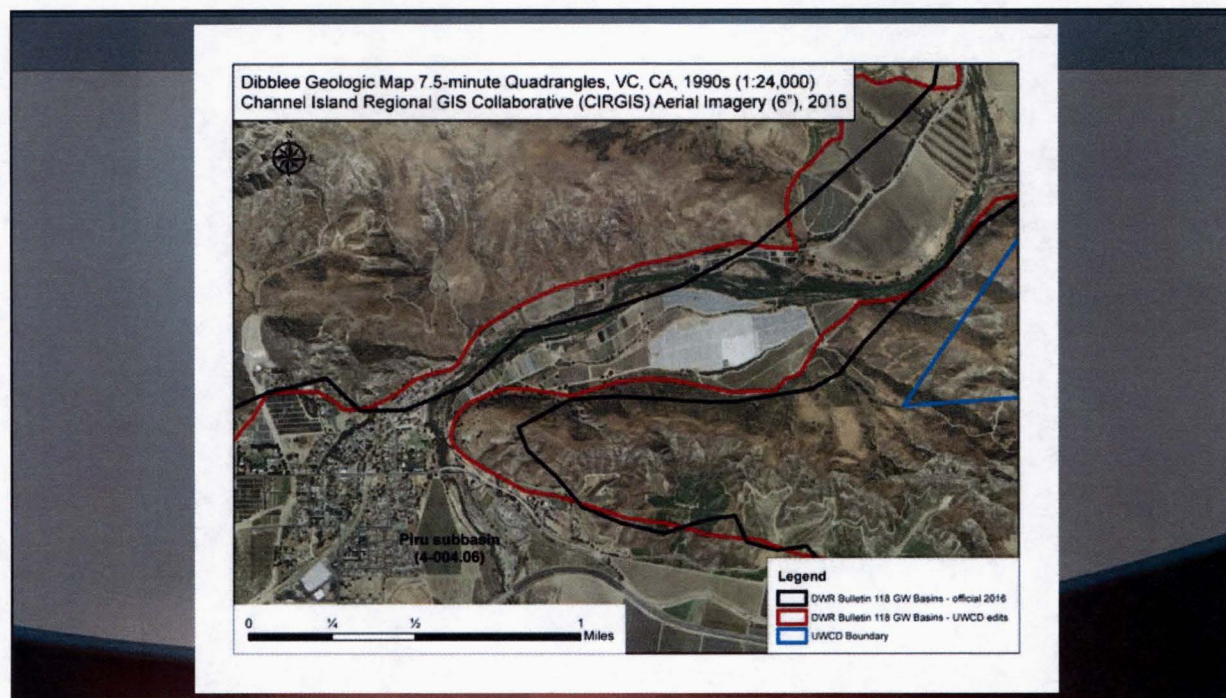 Dibblee Geologic Map 7.5-minute Quadrangles, VC, CA, 1990s (1:24,000)
Channel Island Regional GIS Collaborative (CIRGIS) Aerial Imagery (6"), 2015
N
E
S
Piru subbasin
(4-004.06)
0 ¼ ½ 1
Miles
Legend
DWR Bulletin 118 GW Basins - official 2016
DWR Bulletin 118 GW Basins - UWCD edits
UWCD Boundary